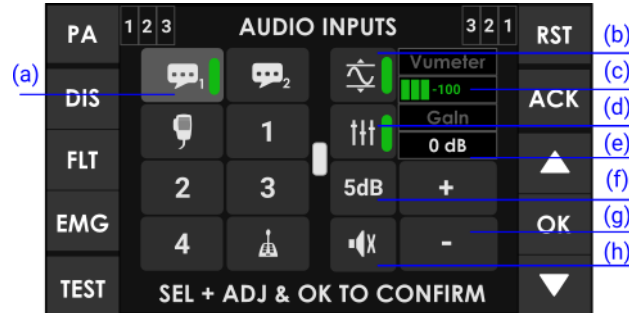 PA
1 2 3
AUDIO INPUTS
3 2 1
RST
(a)
(b)
DIS
1
2
Vumeter
-100
(c)
ACK
(d)
GaIn
0 dB
(e)
FLT
1
(f)
2
3
5dB
+
EMG
(g)
OK
4
-
(h)
TEST
SEL + ADJ & OK TO CONFIRM